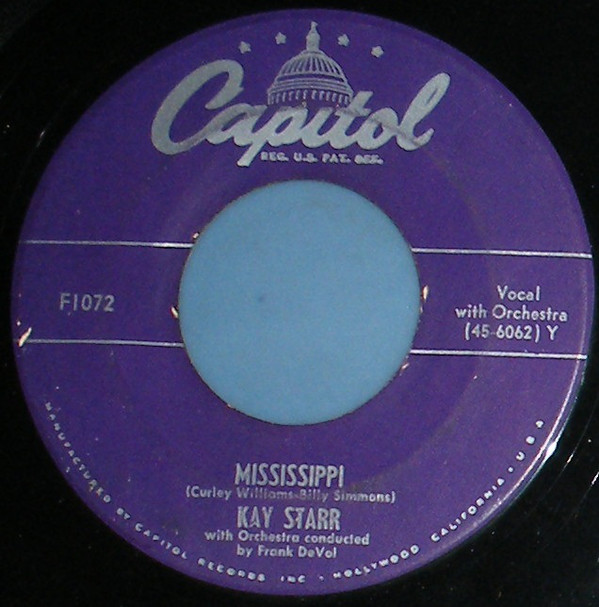 Capitol
REG. U.S. PAT. OFF.
F1072
Vocal
with Orchestra
(45-6062) Y
MISSISSIPPI
(Curley Williams-Billy Simmons)
KAY STARR
with Orchestra conducted
by Frank DeVol
MANUFACTURED BY CAPITOL RECORDS INC • HOLLYWOOD CALIFORNIA • USA